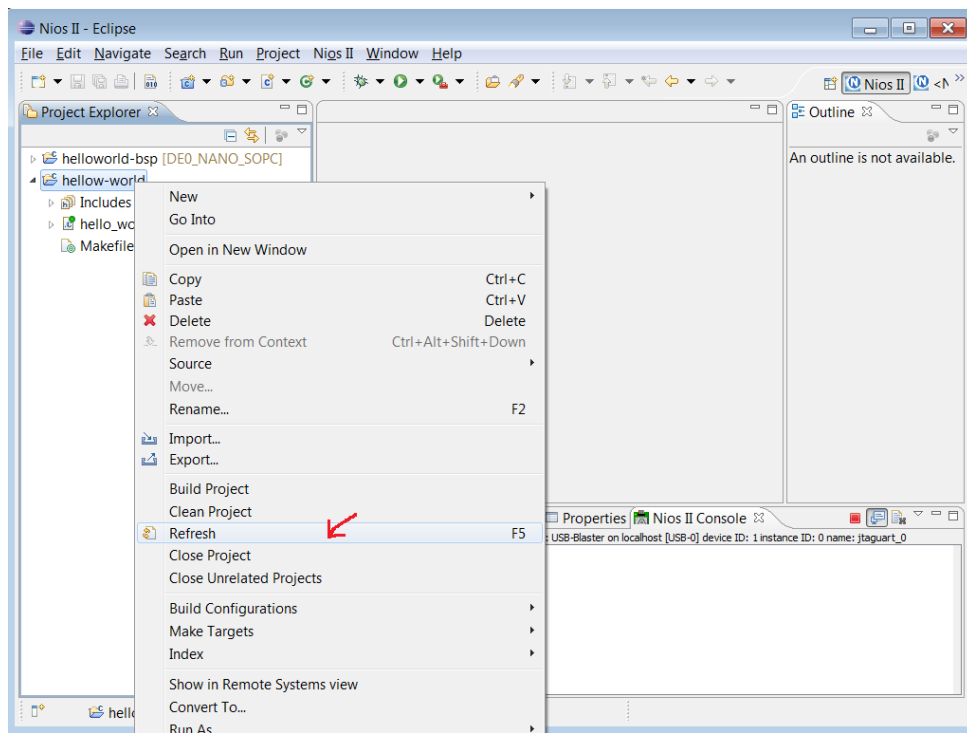 Nios II - Eclipse
File Edit Navigate Search Run Project Nios II Window Help
Nios II
Project Explorer
Outline
helloworld-bsp [DE0_NANO_SOPC]
An outline is not available.
hellow-world
Includes
hello_wo
Makefile
New
Go Into
Open in New Window
Copy Ctrl+C
Paste Ctrl+V
Delete Delete
Remove from Context Ctrl+Alt+Shift+Down
Source
Move...
Rename... F2
Import...
Export...
Build Project
Clean Project
Refresh F5
Close Project
Close Unrelated Projects
Build Configurations
Make Targets
Index
Show in Remote Systems view
Convert To...
Run As
Properties Nios II Console
: USB-Blaster on localhost [USB-0] device ID: 1 instance ID: 0 name: jtaguart_0
hello